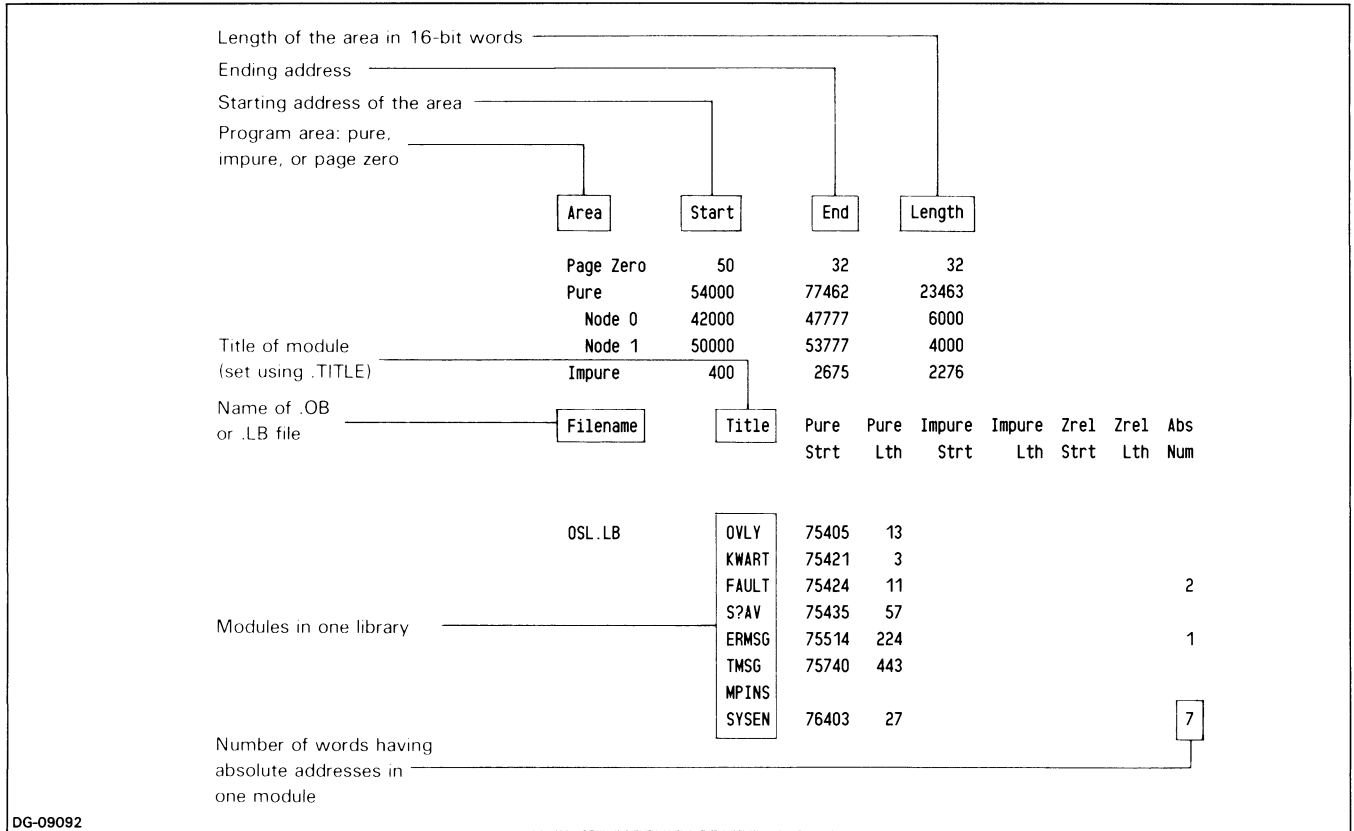 Length of the area in 16-bit words
Ending address
Starting address of the area
Program area: pure,
impure, or page zero
Area Start End Length
Page Zero 50 32 32
Pure 54000 77462 23463
Node 0 42000 47777 6000
Node 1 50000 53777 4000
Impure 400 2675 2276
Title of module
(set using .TITLE)
Name of .OB
or .LB file
Filename Title Pure Pure Impure Impure Zrel Zrel Abs
Strt Lth Strt Lth Strt Lth Num
OSL.LB OVLY 75405 13
KWART 75421 3
FAULT 75424 11 2
S?AV 75435 57
ERMSG 75514 224 1
TMSG 75740 443
MPINS
SYSEN 76403 27 7
Modules in one library
Number of words having
absolute addresses in
one module
DG-09092